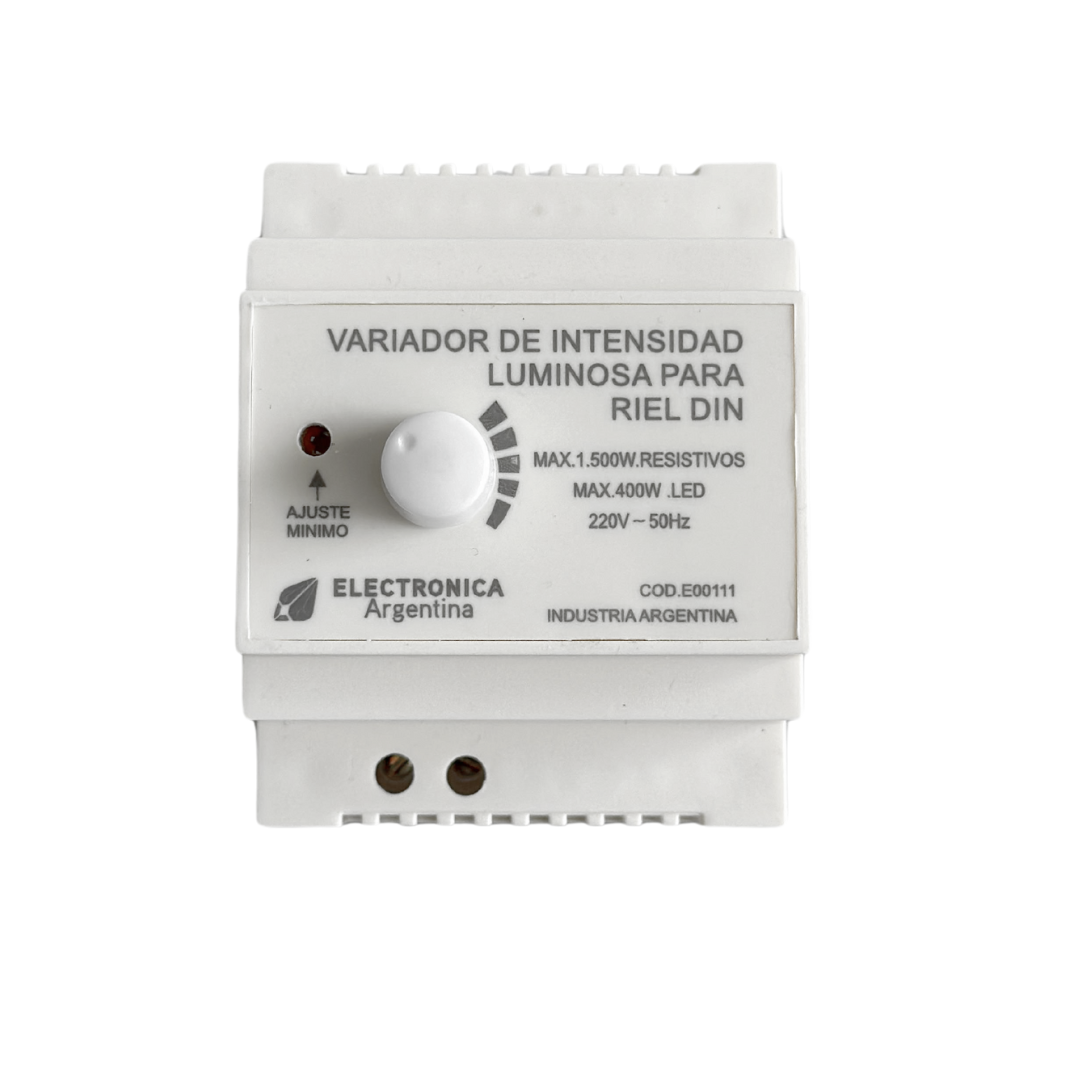 VARIADOR DE INTENSIDAD
LUMINOSA PARA
RIEL DIN
MAX.1.500W.RESISTIVOS
MAX.400W .LED
220V~50Hz
AJUSTE
MINIMO
ELECTRONICA
Argentina
COD.E00111
INDUSTRIA ARGENTINA